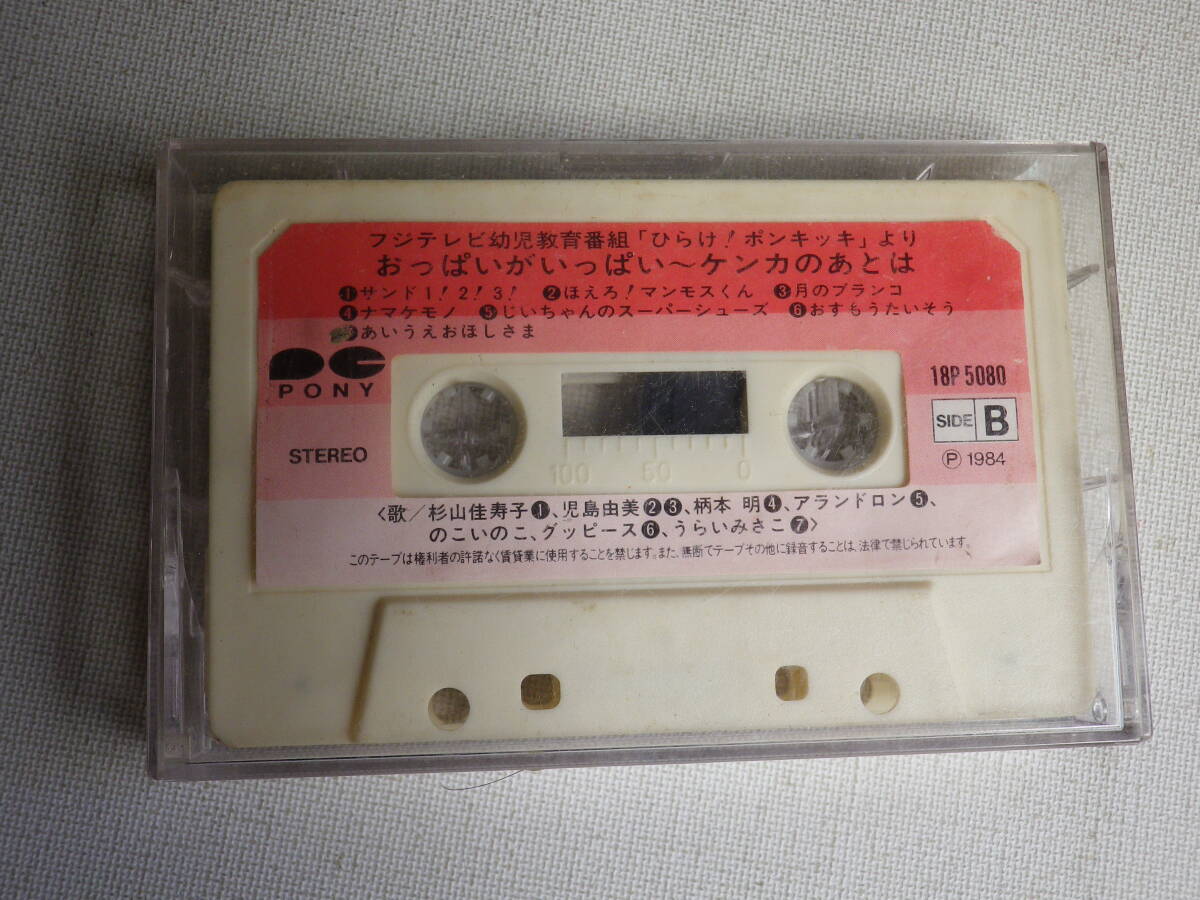 フジテレビ幼児教育番組「ひらけ!ポンキッキ」より
おっぱいがいっぱい〜ケンカのあとは
❶サンド1!2!3! ❷ほえろ!マンモスくん ❸月のブランコ
❹ナマケモノ ❺じいちゃんのスーパーシューズ ❻おすもうたいそう
あいうえおほしさま
PONY
18P 5080
SIDE B
STEREO
Ⓟ 1984
100 50 0
〈歌/杉山佳寿子❶、児島由美❷❸、柄本 明❹、アランドロン❺、
のこいのこ、グッピース❻、うらいみさこ❼〉
このテープは権利者の許諾なく賃貸業に使用することを禁じます。また、無断でテープその他に録音することは、法律で禁じられています。